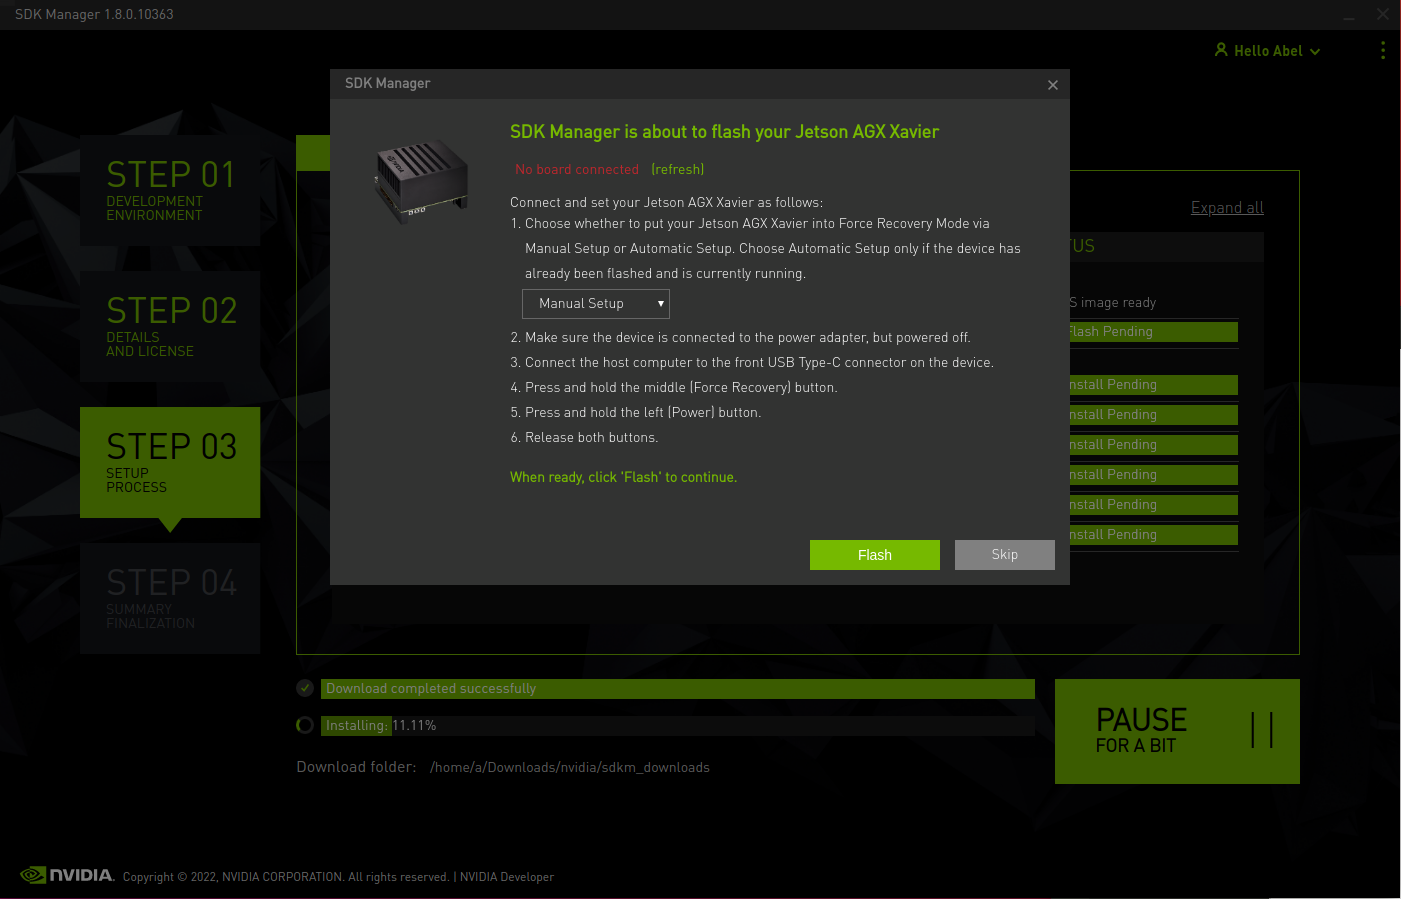 SDK Manager 1.8.0.10363
Hello Abel
SDK Manager
SDK Manager is about to flash your Jetson AGX Xavier
No board connected (refresh)
Connect and set your Jetson AGX Xavier as follows:
1. Choose whether to put your Jetson AGX Xavier into Force Recovery Mode via
Manual Setup or Automatic Setup. Choose Automatic Setup only if the device has
already been flashed and is currently running.
Manual Setup
2. Make sure the device is connected to the power adapter, but powered off.
3. Connect the host computer to the front USB Type-C connector on the device.
4. Press and hold the middle (Force Recovery) button.
5. Press and hold the left (Power) button.
6. Release both buttons.
When ready, click 'Flash' to continue.
Flash
Skip
STEP 01
DEVELOPMENT
ENVIRONMENT
STEP 02
DETAILS
AND LICENSE
STEP 03
SETUP
PROCESS
STEP 04
SUMMARY
FINALIZATION
Expand all
TUS
S image ready
Flash Pending
nstall Pending
nstall Pending
nstall Pending
nstall Pending
nstall Pending
nstall Pending
Download completed successfully
Installing: 11.11%
Download folder: /home/a/Downloads/nvidia/sdkm_downloads
PAUSE
FOR A BIT
NVIDIA. Copyright © 2022, NVIDIA CORPORATION. All rights reserved. | NVIDIA Developer